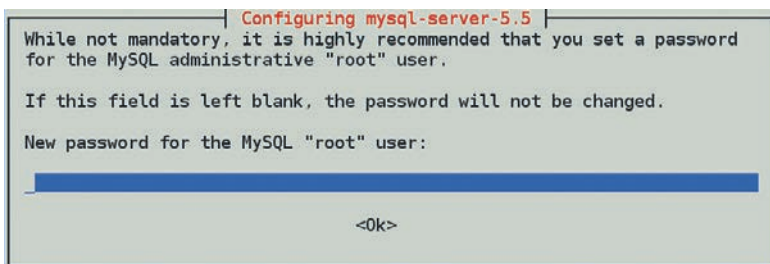 Configuring mysql-server-5.5
While not mandatory, it is highly recommended that you set a password
for the MySQL administrative "root" user.
If this field is left blank, the password will not be changed.
New password for the MySQL "root" user:
<Ok>